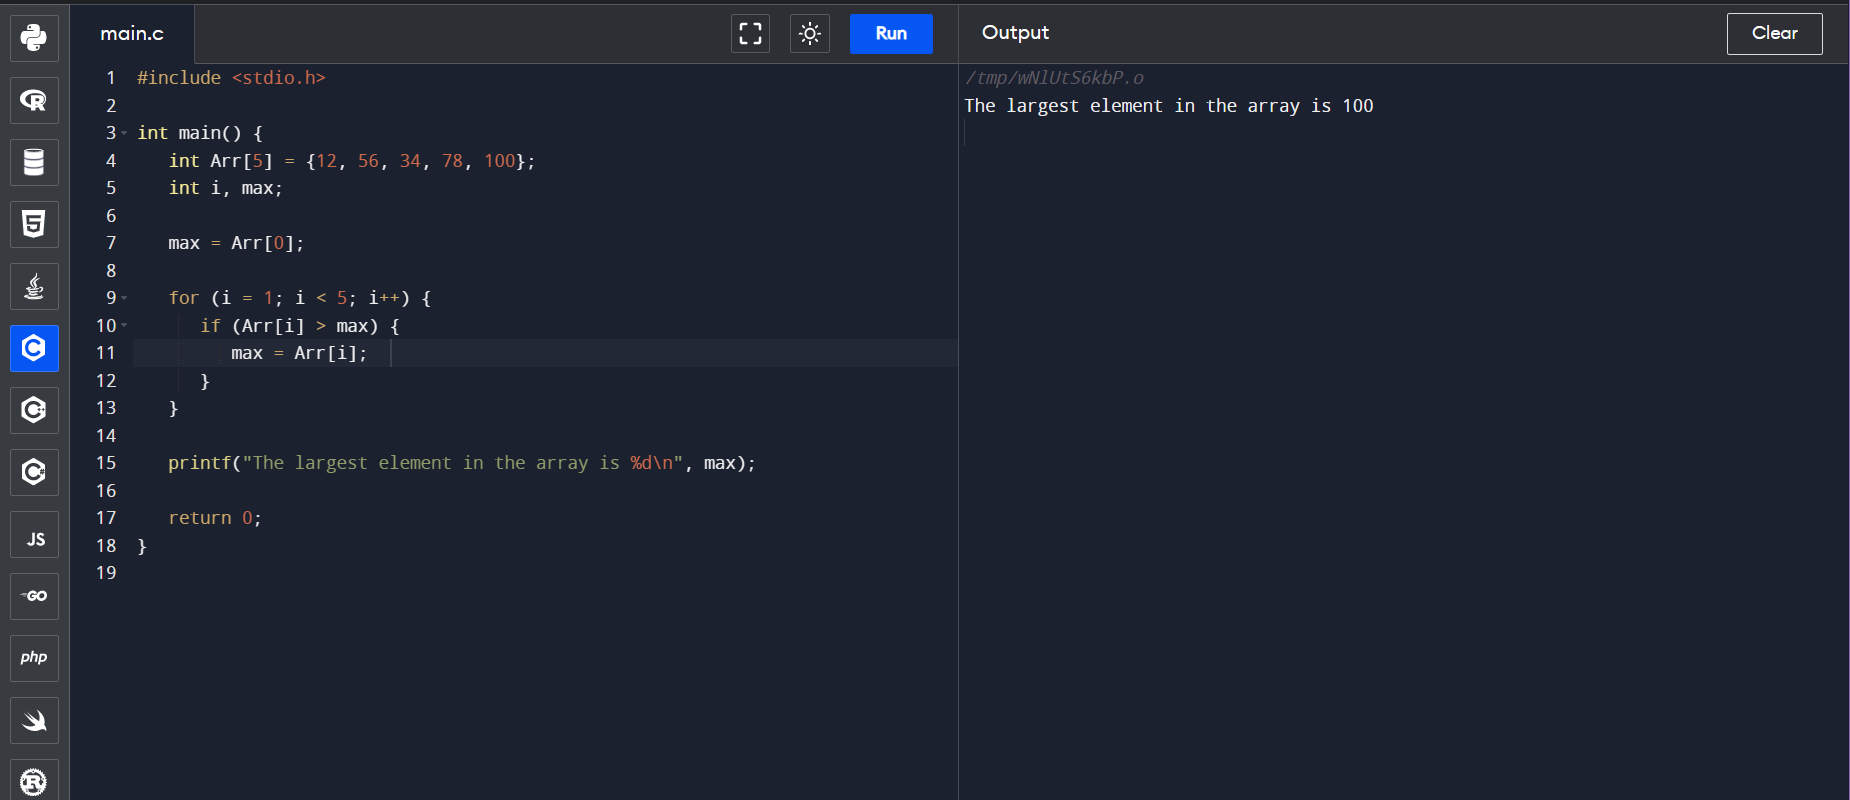 main.c
Run
Output
Clear
1 #include <stdio.h>
2
3 int main() {
4 int Arr[5] = {12, 56, 34, 78, 100};
5 int i, max;
6
7 max = Arr[0];
8
9 for (i = 1; i < 5; i++) {
10 if (Arr[i] > max) {
11 max = Arr[i];
12 }
13 }
14
15 printf("The largest element in the array is %d\n", max);
16
17 return 0;
18 }
19
/tmp/wNlUtS6kbP.o
The largest element in the array is 100
R
5
C
C++
C#
JS
GO
php
R